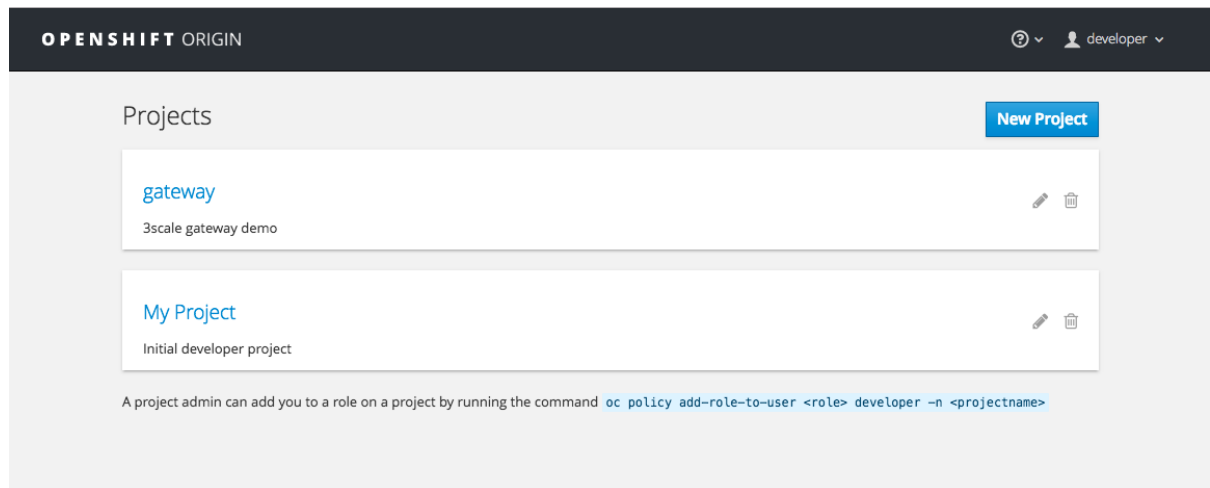 OPENSHIFT ORIGIN
developer
Projects
New Project
gateway
3scale gateway demo
My Project
Initial developer project
A project admin can add you to a role on a project by running the command oc policy add-role-to-user <role> developer -n <projectname>